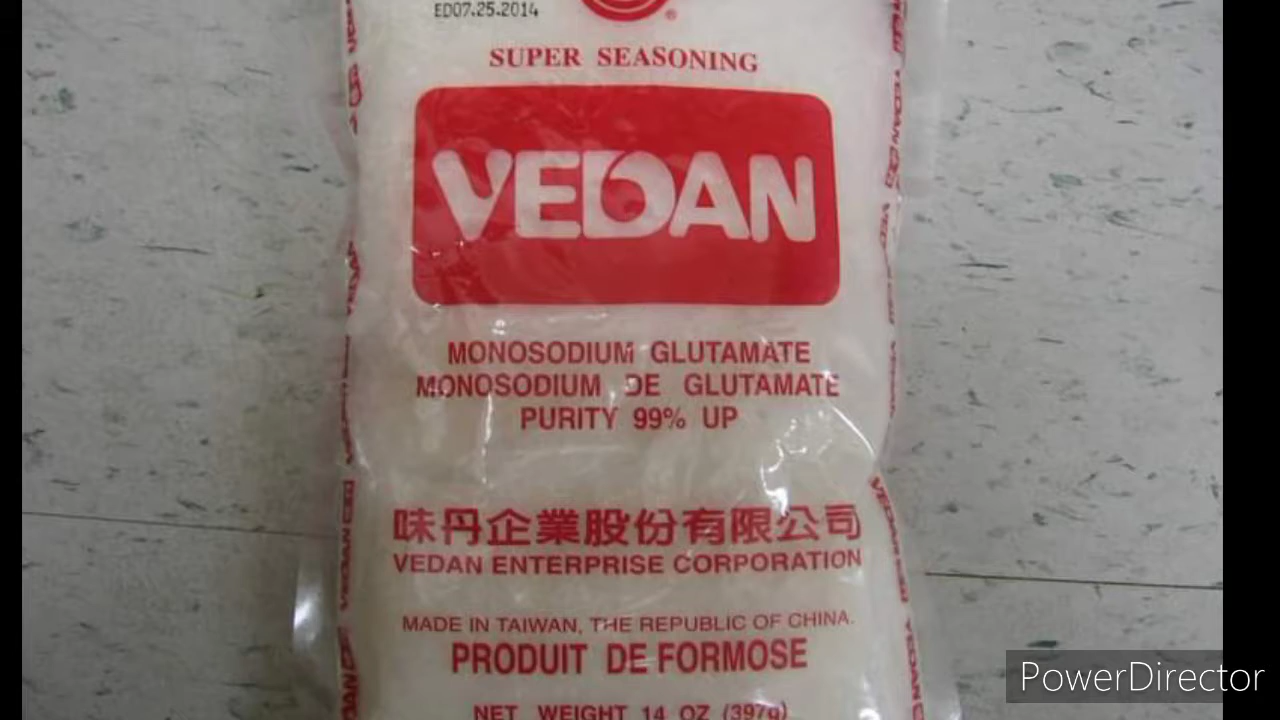 ED07.25.2014
®
SUPER SEASONING
VEDAN
MONOSODIUM GLUTAMATE
MONOSODIUM DE GLUTAMATE
PURITY 99% UP
味丹企業股份有限公司
VEDAN ENTERPRISE CORPORATION
MADE IN TAIWAN, THE REPUBLIC OF CHINA.
PRODUIT DE FORMOSE
NET WEIGHT 14 OZ (397g)
PowerDirector